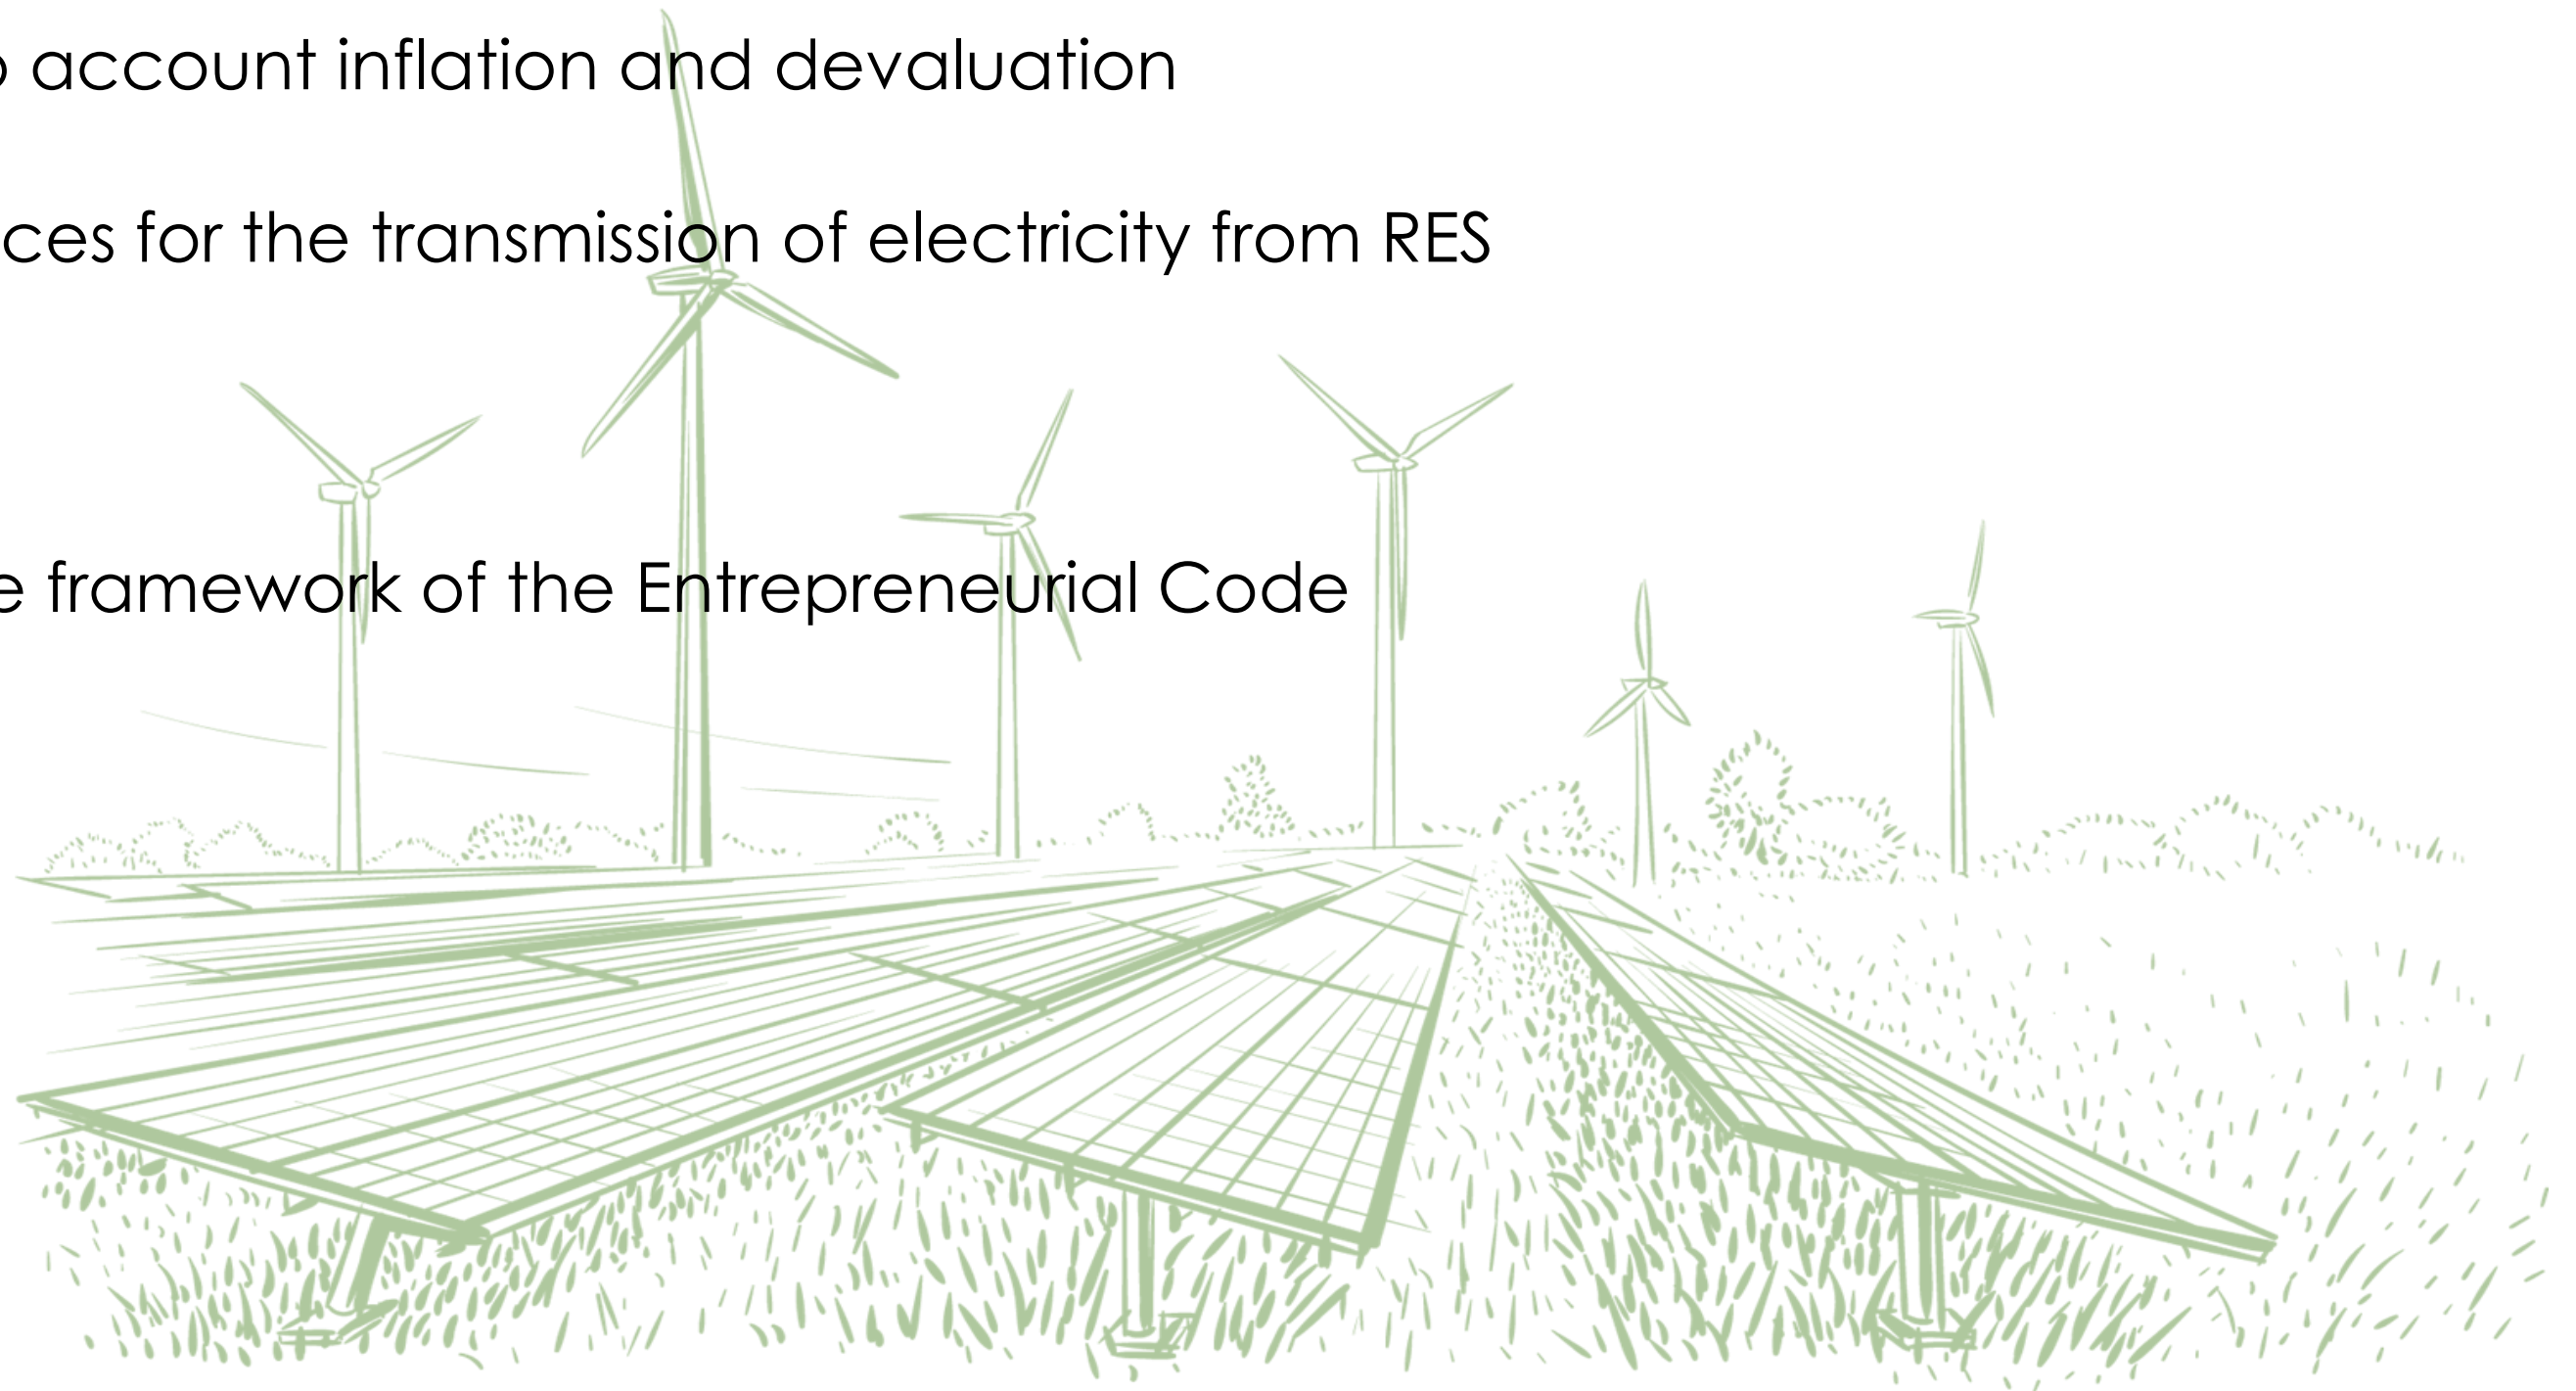 account inflation and devaluation
ces for the transmission of electricity from RES
framework of the Entrepreneurial Code